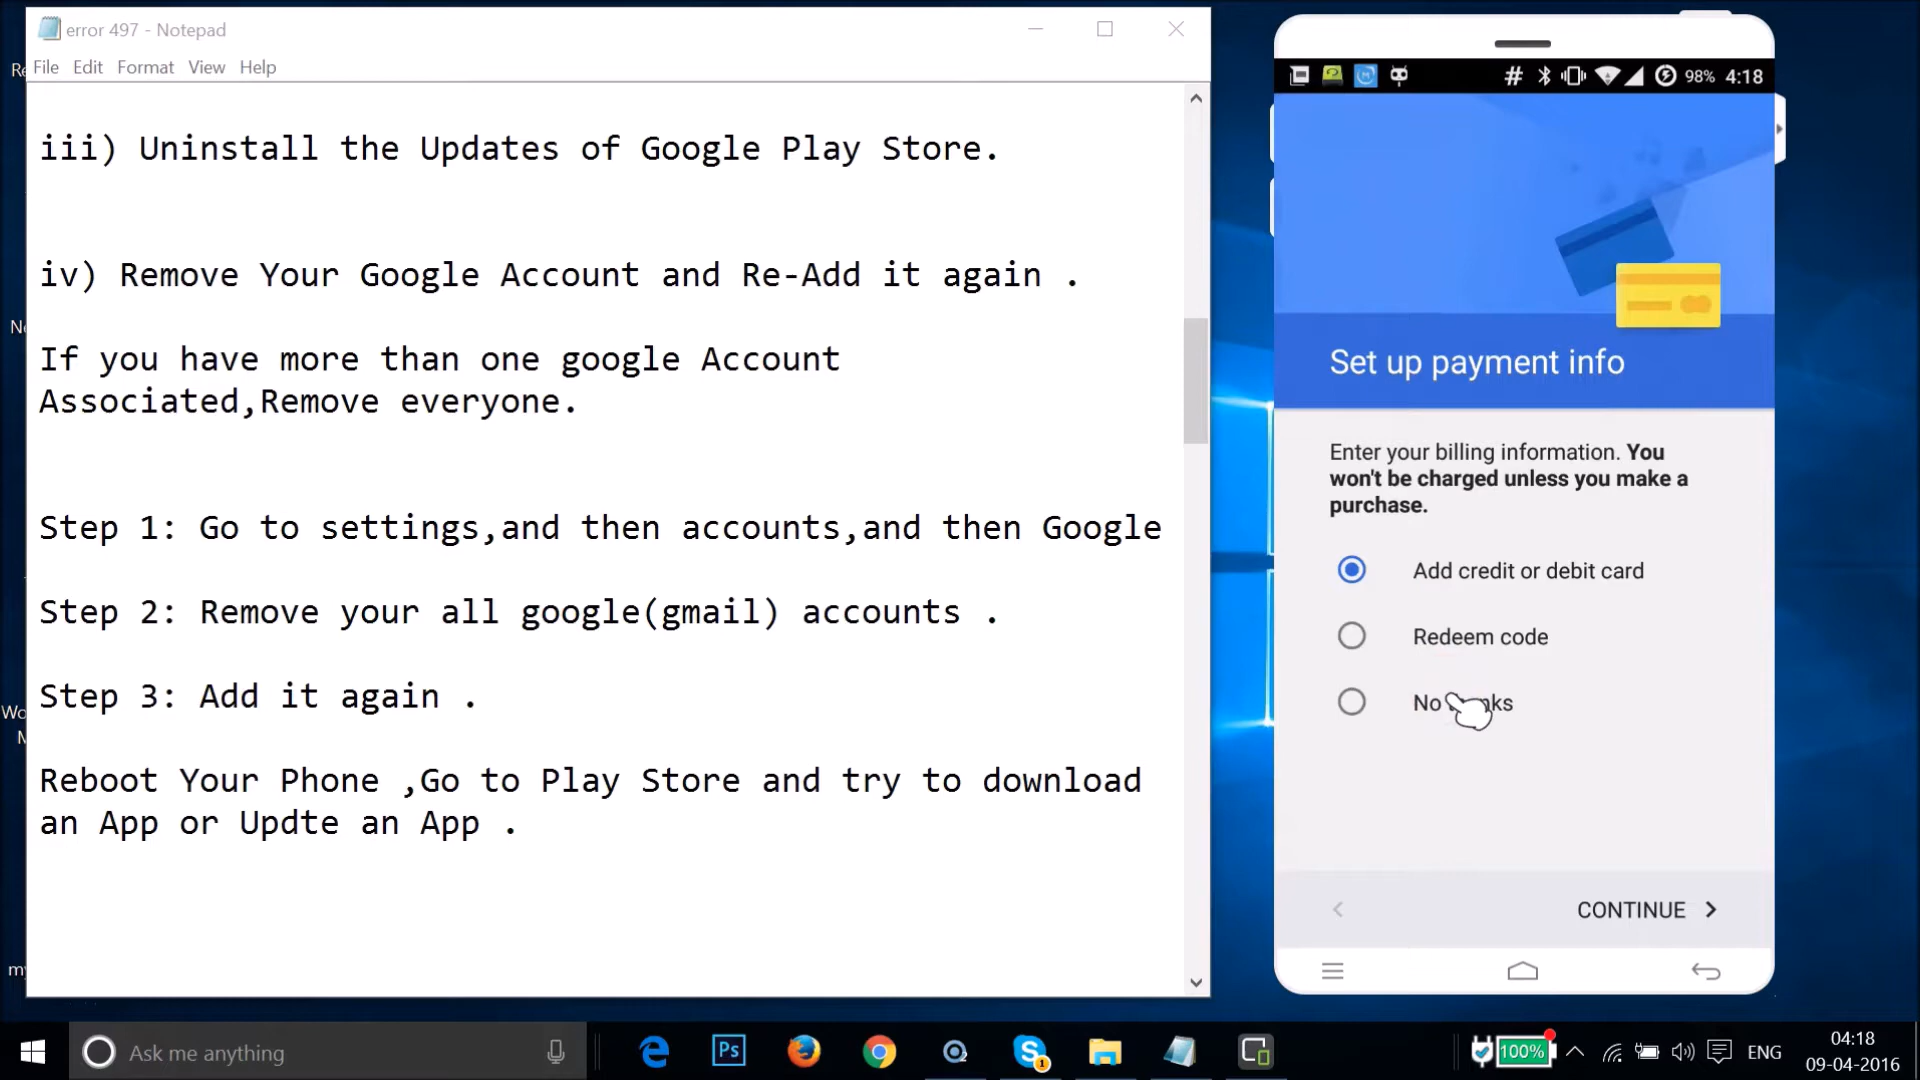 error 497 - Notepad
File Edit Format View Help
iii) Uninstall the Updates of Google Play Store.
iv) Remove Your Google Account and Re-Add it again .
If you have more than one google Account
Associated,Remove everyone.
Step 1: Go to settings,and then accounts,and then Google
Step 2: Remove your all google(gmail) accounts .
Step 3: Add it again .
Reboot Your Phone ,Go to Play Store and try to download
an App or Updte an App .
98% 4:18
Set up payment info
Enter your billing information. You
won't be charged unless you make a
purchase.
Add credit or debit card
Redeem code
No
CONTINUE
Ask me anything
Ps
1
100%
ENG
04:18
09-04-2016